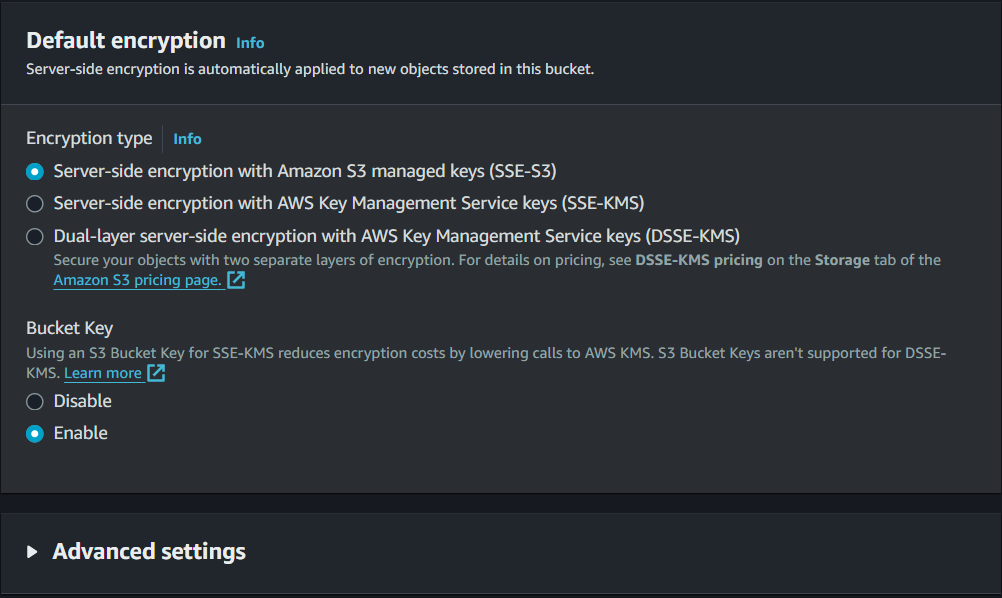 Default encryption Info
Server-side encryption is automatically applied to new objects stored in this bucket.
Encryption type Info
Server-side encryption with Amazon S3 managed keys (SSE-S3)
Server-side encryption with AWS Key Management Service keys (SSE-KMS)
Dual-layer server-side encryption with AWS Key Management Service keys (DSSE-KMS)
Secure your objects with two separate layers of encryption. For details on pricing, see DSSE-KMS pricing on the Storage tab of the
Amazon S3 pricing page.
Bucket Key
Using an S3 Bucket Key for SSE-KMS reduces encryption costs by lowering calls to AWS KMS. S3 Bucket Keys aren't supported for DSSE-
KMS. Learn more
Disable
Enable
Advanced settings